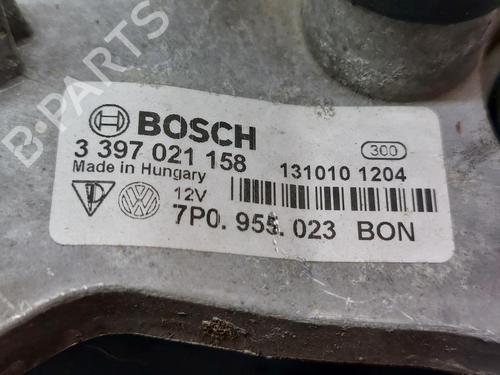 B-PARTS
BOSCH
300
3 397 021 158 131010 1204
Made in Hungary
12V
7P0. 955. 023 BON